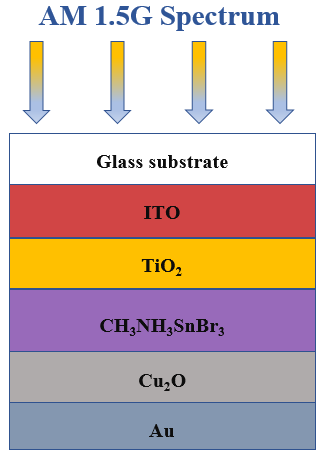 AM 1.5G Spectrum
Glass substrate
ITO
TiO₂
CH₃NH₃SnBr₃
Cu₂O
Au